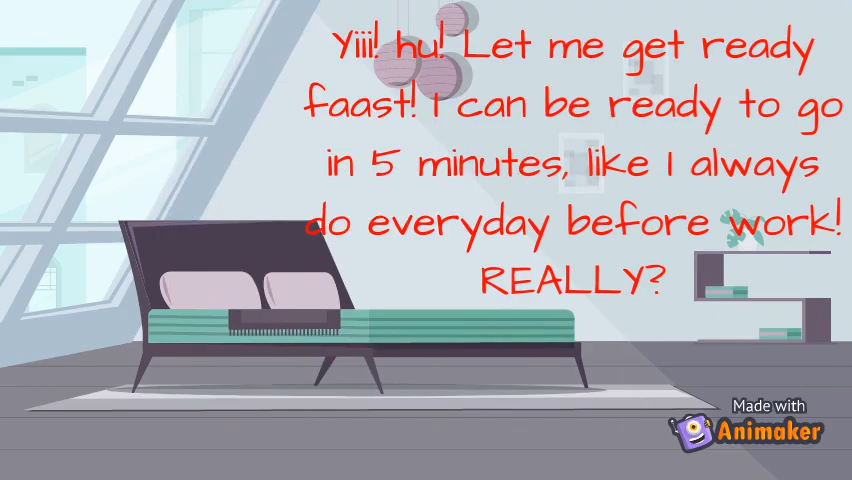 Yiii! hu! Let me get ready
faast! I can be ready to go
in 5 minutes, like I always
do everyday before work!
REALLY?
Made with
Animaker